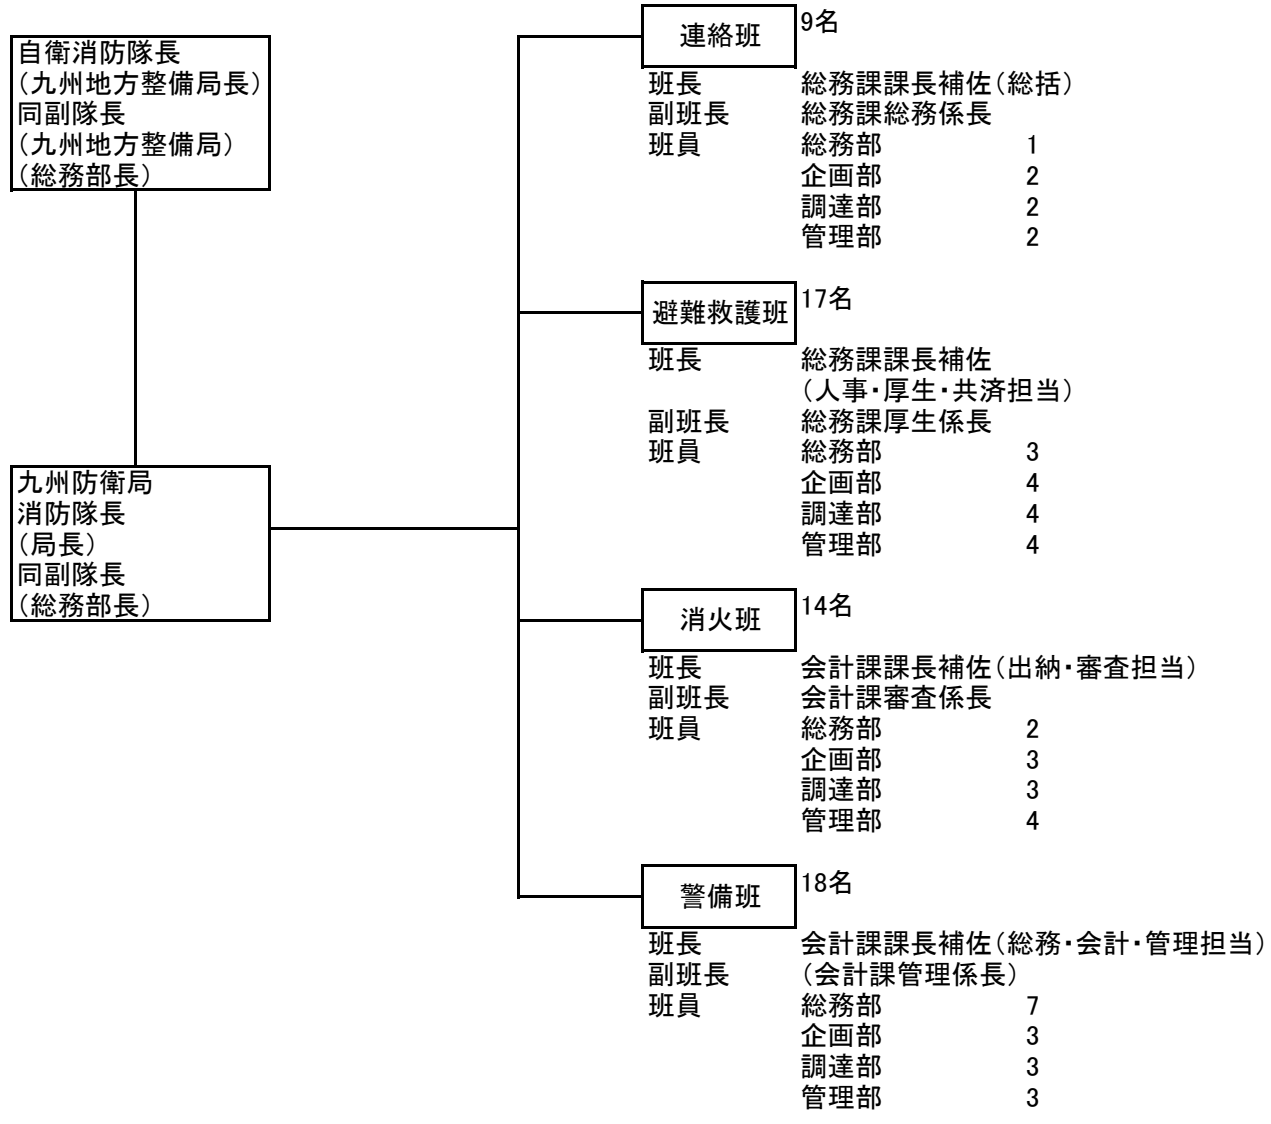 自衛消防隊長
(九州地方整備局長)
同副隊長
(九州地方整備局)
(総務部長)
九州防衛局
消防隊長
(局長)
同副隊長
(総務部長)
連絡班 9名
班長 総務課課長補佐(総括)
副班長 総務課総務係長
班員 総務部 1
企画部 2
調達部 2
管理部 2
避難救護班 17名
班長 総務課課長補佐
(人事・厚生・共済担当)
副班長 総務課厚生係長
班員 総務部 3
企画部 4
調達部 4
管理部 4
消火班 14名
班長 会計課課長補佐(出納・審査担当)
副班長 会計課審査係長
班員 総務部 2
企画部 3
調達部 3
管理部 4
警備班 18名
班長 会計課課長補佐(総務・会計・管理担当)
副班長 (会計課管理係長)
班員 総務部 7
企画部 3
調達部 3
管理部 3